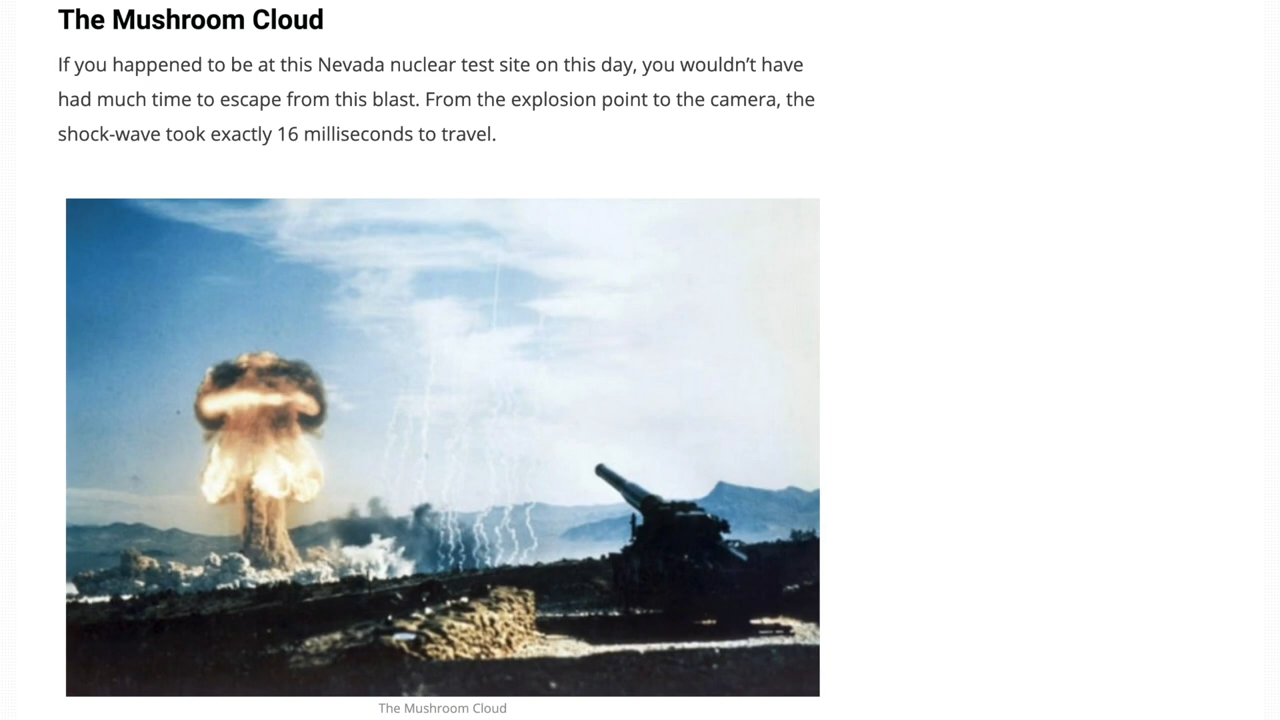 The Mushroom Cloud
If you happened to be at this Nevada nuclear test site on this day, you wouldn’t have
had much time to escape from this blast. From the explosion point to the camera, the
shock-wave took exactly 16 milliseconds to travel.
The Mushroom Cloud